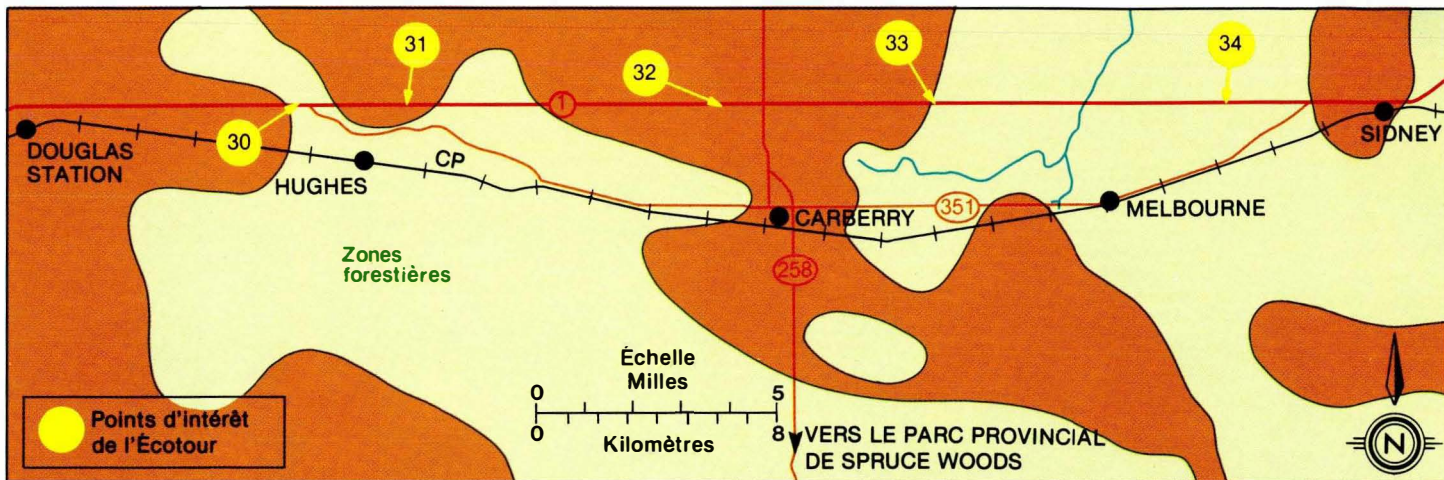 31
32
33
34
1
30
DOUGLAS
STATION
HUGHES
CP
SIDNEY
CARBERRY
351
MELBOURNE
258
Zones
forestières
Échelle
Milles
0 5
0 8
Kilomètres
Points d'intérêt
de l'Écotour
VERS LE PARC PROVINCIAL
DE SPRUCE WOODS
N